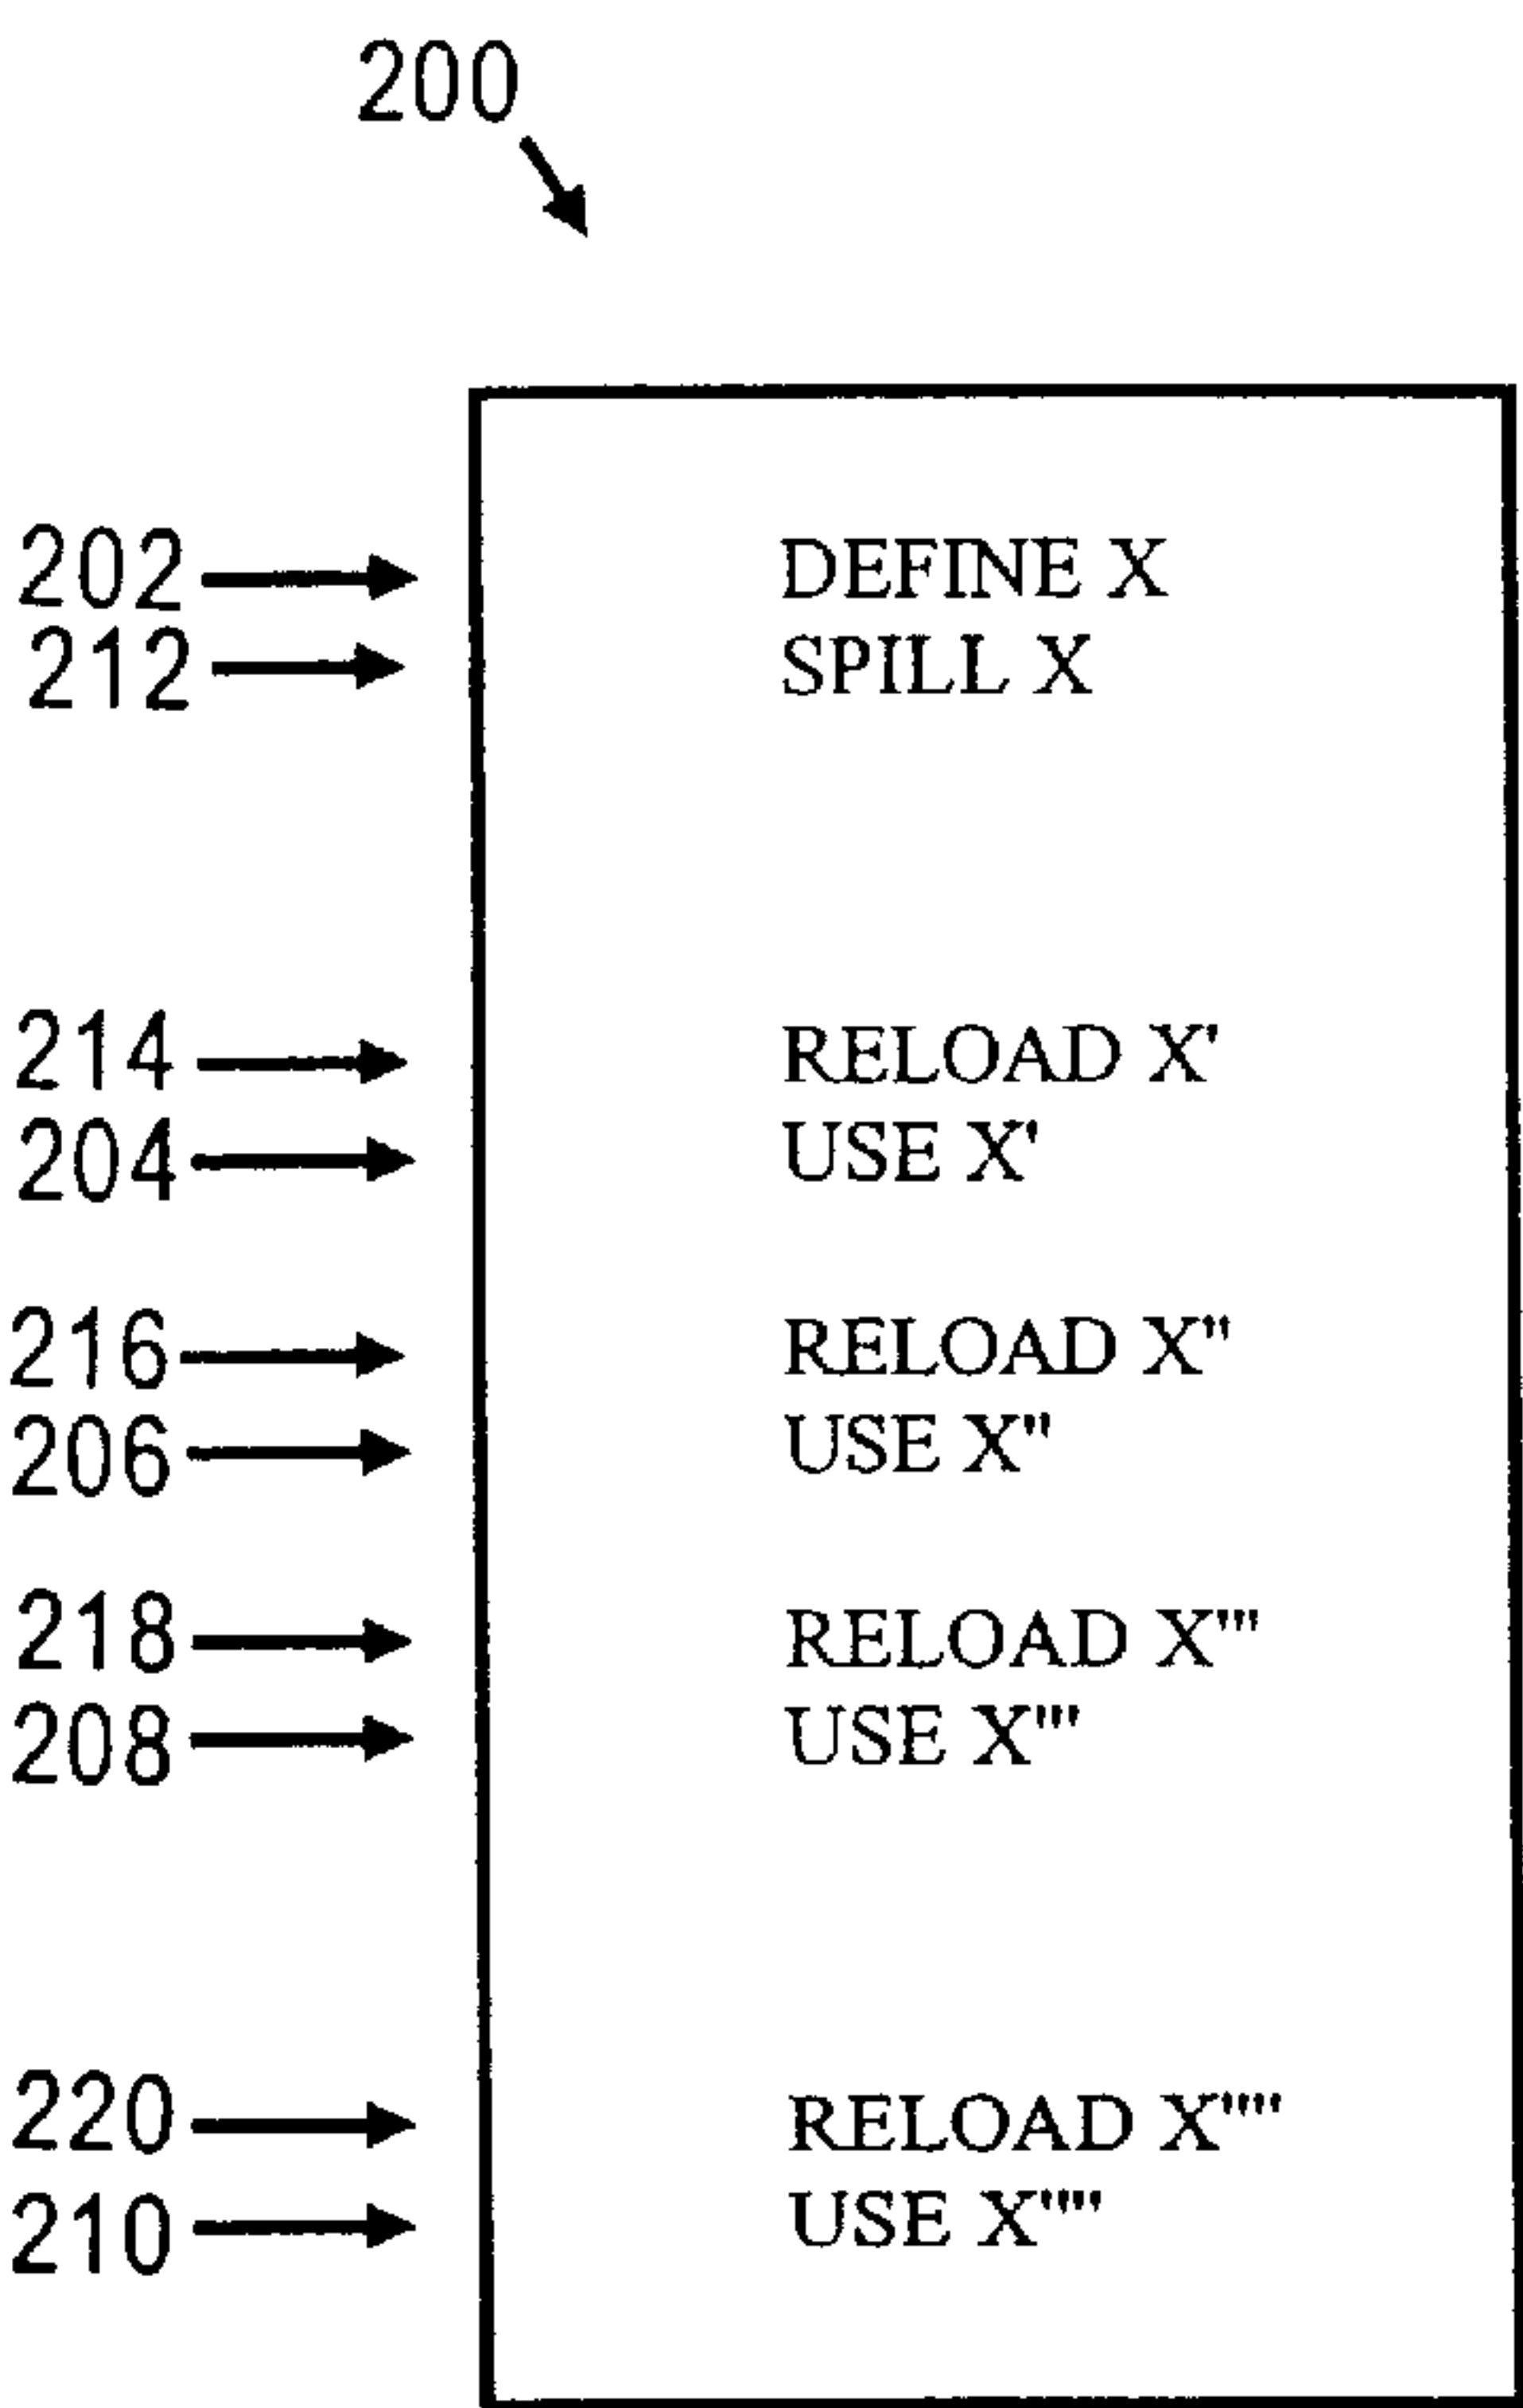 200
202 DEFINE X
212 SPILL X
214 RELOAD X'
204 USE X'
216 RELOAD X''
206 USE X''
218 RELOAD X'''
208 USE X'''
220 RELOAD X''''
210 USE X''''